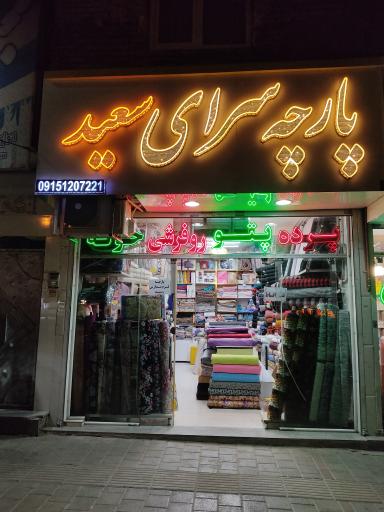 پارچه سرای سعید
09151207221
پرده پتو روفرشی حوله